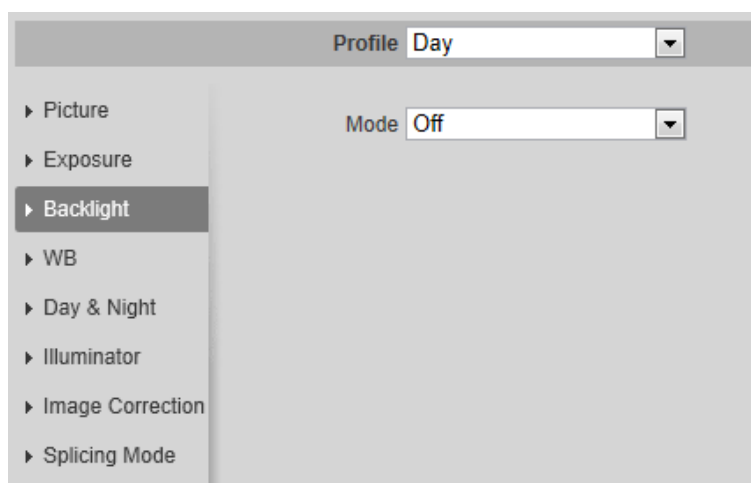 Profile Day
Picture
Mode Off
Exposure
Backlight
WB
Day & Night
Illuminator
Image Correction
Splicing Mode